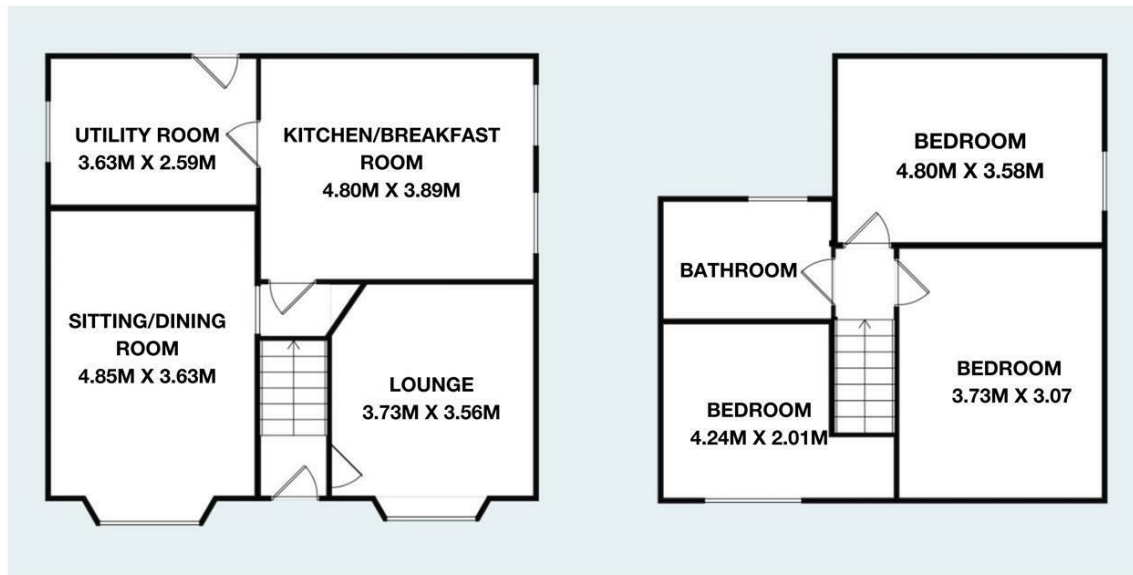 UTILITY ROOM
3.63M X 2.59M
KITCHEN/BREAKFAST
ROOM
4.80M X 3.89M
SITTING/DINING
ROOM
4.85M X 3.63M
LOUNGE
3.73M X 3.56M
BEDROOM
4.80M X 3.58M
BATHROOM
BEDROOM
3.73M X 3.07
BEDROOM
4.24M X 2.01M